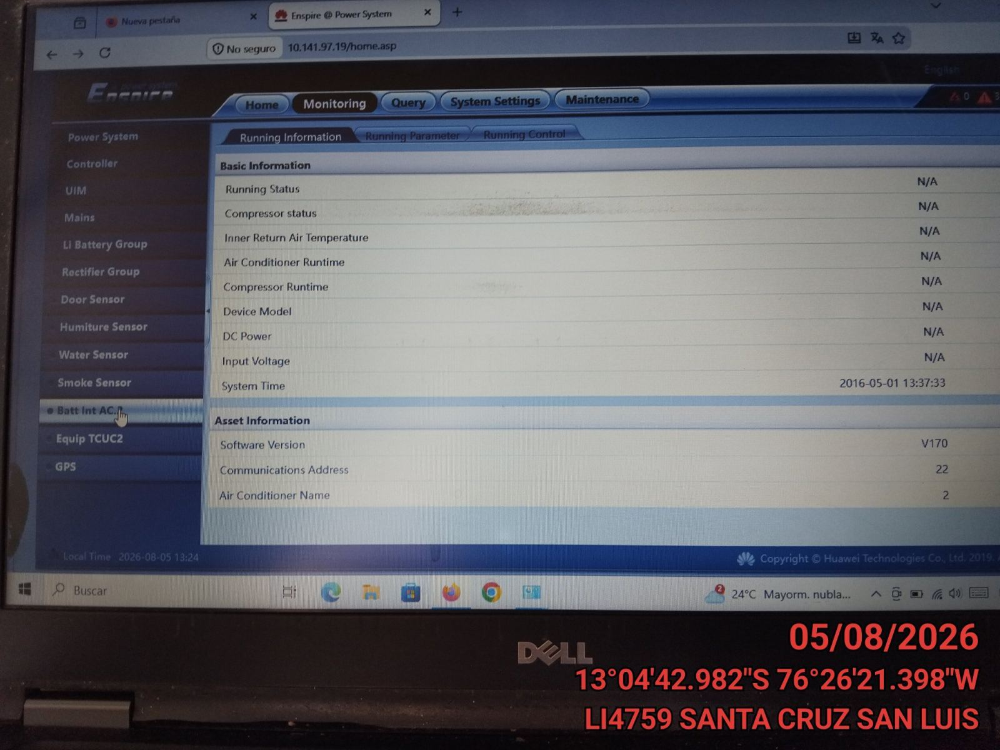 Nueva pestaña
Enspire @ Power System
No seguro 10.141.97.19/home.asp
English
Enspire power system
Home Monitoring Query System Settings Maintenance
0 3
Running Information Running Parameter Running Control
Power System
Controller
UIM
Mains
Li Battery Group
Rectifier Group
Door Sensor
Humiture Sensor
Water Sensor
Smoke Sensor
Batt Int AC.
Equip TCUC2
GPS
Basic Information
Running Status N/A
Compressor status N/A
Inner Return Air Temperature N/A
Air Conditioner Runtime N/A
Compressor Runtime N/A
Device Model N/A
DC Power N/A
Input Voltage N/A
System Time 2016-05-01 13:37:33
Asset Information
Software Version V170
Communications Address 22
Air Conditioner Name 2
Local Time 2026-08-05 13:24
Copyright © Huawei Technologies Co., Ltd. 2019.
Buscar
2 24°C Mayorm. nubla...
DELL
05/08/2026
13°04'42.982"S 76°26'21.398"W
LI4759 SANTA CRUZ SAN LUIS